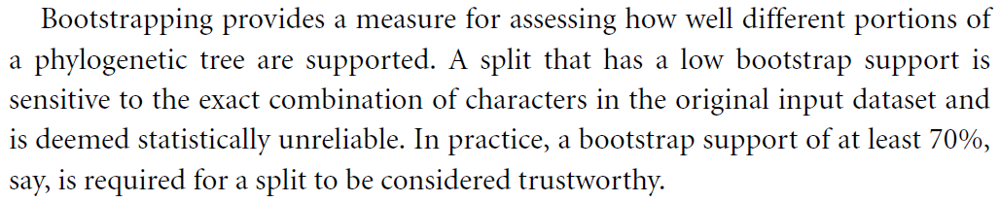 Bootstrapping provides a measure for assessing how well different portions of
a phylogenetic tree are supported. A split that has a low bootstrap support is
sensitive to the exact combination of characters in the original input dataset and
is deemed statistically unreliable. In practice, a bootstrap support of at least 70%,
say, is required for a split to be considered trustworthy.